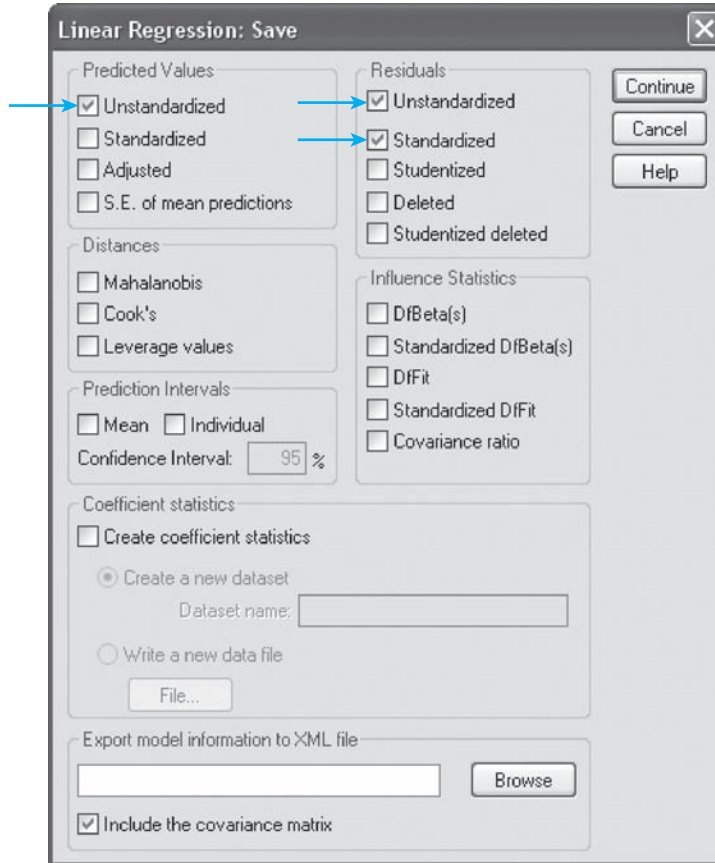 Linear Regression: Save
Predicted Values
Unstandardized
Standardized
Adjusted
S.E. of mean predictions
Distances
Mahalanobis
Cook's
Leverage values
Prediction Intervals
Mean Individual
Confidence Interval: 95 %
Residuals
Unstandardized
Standardized
Studentized
Deleted
Studentized deleted
Influence Statistics
DfBeta(s)
Standardized DfBeta(s)
DfFit
Standardized DfFit
Covariance ratio
Continue
Cancel
Help
Coefficient statistics
Create coefficient statistics
Create a new dataset
Dataset name:
Write a new data file
File...
Export model information to XML file
Browse
Include the covariance matrix